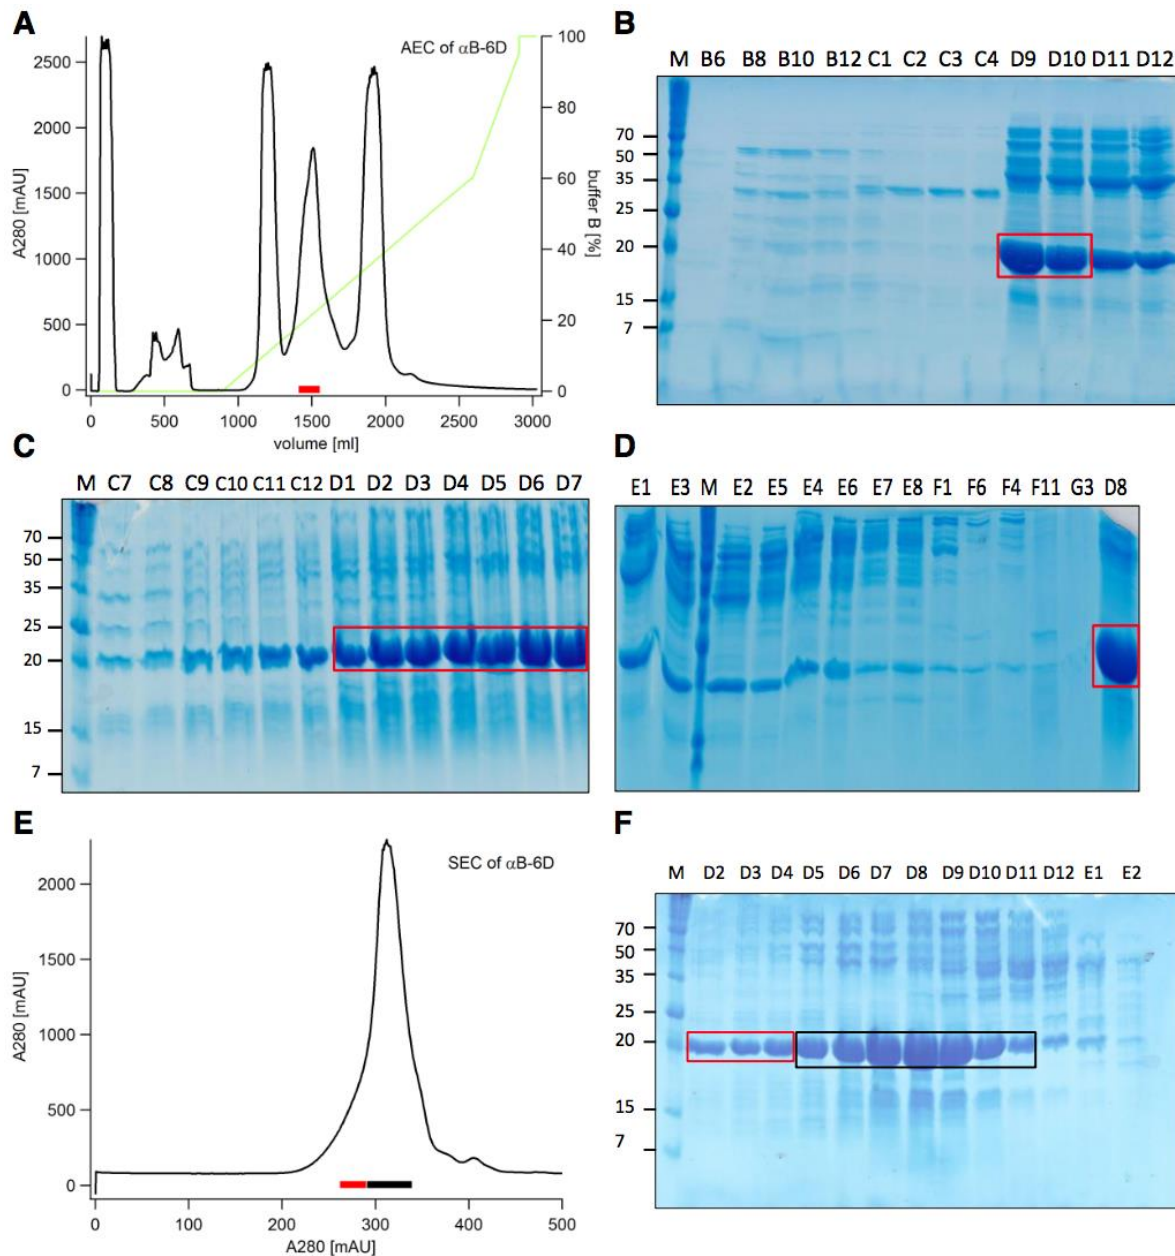 A
AEC of αB-6D
A280 [mAU]
2500
2000
1500
1000
500
0
100
80
60
40
20
0
buffer B [%]
0 500 1000 1500 2000 2500 3000
volume [ml]
B
M B6 B8 B10 B12 C1 C2 C3 C4 D9 D10 D11 D12
70
50
35
25
20
15
7
C
M C7 C8 C9 C10 C11 C12 D1 D2 D3 D4 D5 D6 D7
70
50
35
25
20
15
7
D
E1 E3 M E2 E5 E4 E6 E7 E8 F1 F6 F4 F11 G3 D8
E
SEC of αB-6D
A280 [mAU]
2000
1500
1000
500
0
0 100 200 300 400 500
A280 [mAU]
F
M D2 D3 D4 D5 D6 D7 D8 D9 D10 D11 D12 E1 E2
70
50
35
25
20
15
7